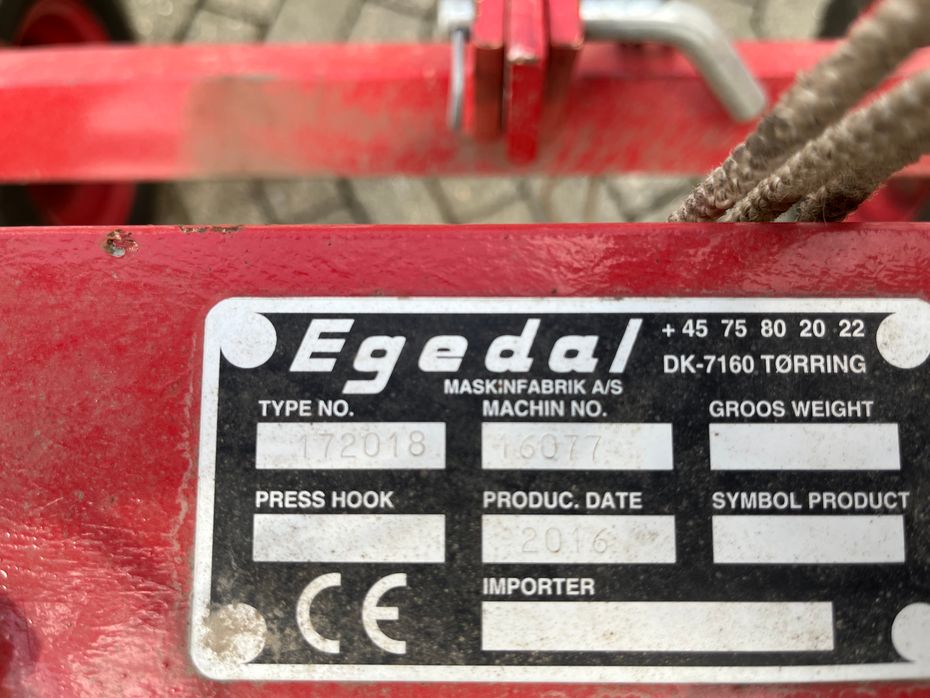 Egedal
MASKINFABRIK A/S
+ 45 75 80 20 22
DK-7160 TØRRING
TYPE NO. MACHIN NO. GROOS WEIGHT
172018 16077
PRESS HOOK PRODUC. DATE SYMBOL PRODUCT
2016
CE IMPORTER